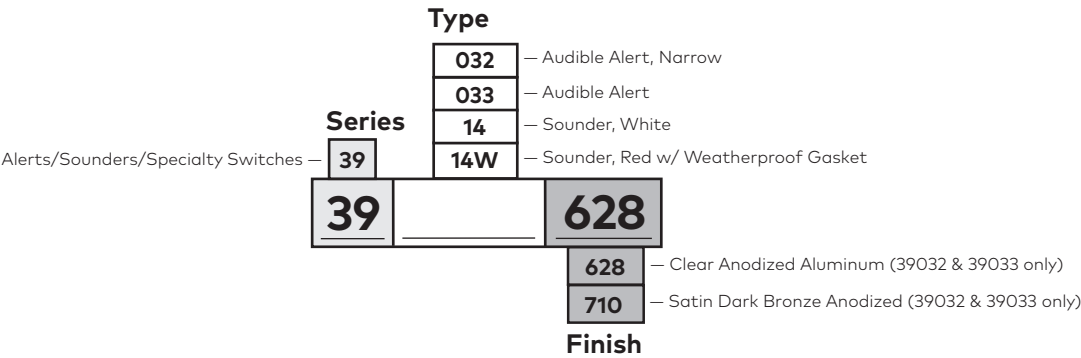 Type
032 — Audible Alert, Narrow
033 — Audible Alert
Series
14 — Sounder, White
Alerts/Sounders/Specialty Switches — 39
14W — Sounder, Red w/ Weatherproof Gasket
39 628
628 — Clear Anodized Aluminum (39032 & 39033 only)
710 — Satin Dark Bronze Anodized (39032 & 39033 only)
Finish